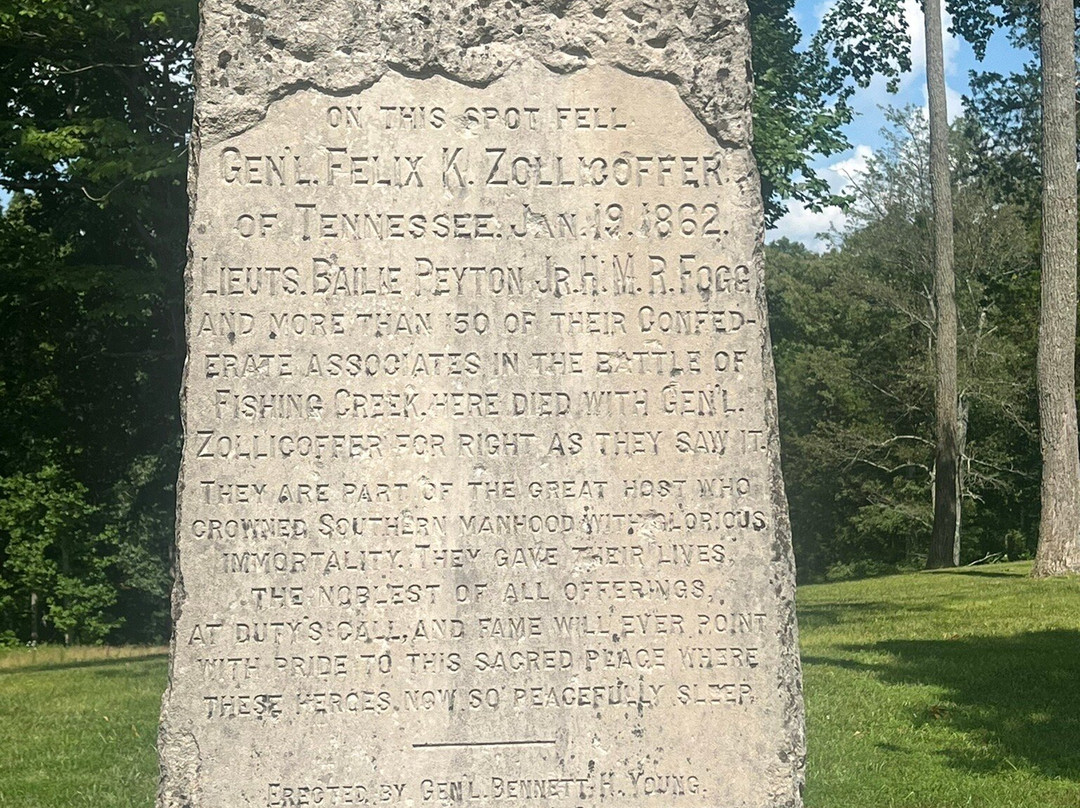 ON THIS SPOT FELL
GEN'L. FELIX K. ZOLLICOFFER.
OF TENNESSEE. JAN. 19, 1862.
LIEUTS. BAILIE PEYTON JR. H. M. R. FOGG
AND MORE THAN 150 OF THEIR CONFED-
ERATE ASSOCIATES IN THE BATTLE OF
FISHING CREEK, HERE DIED WITH GEN'L.
ZOLLICOFFER FOR RIGHT AS THEY SAW IT.
THEY ARE PART OF THE GREAT HOST WHO
CROWNED SOUTHERN MANHOOD WITH GLORIOUS
IMMORTALITY. THEY GAVE THEIR LIVES,
THE NOBLEST OF ALL OFFERINGS,
AT DUTY'S CALL, AND FAME WILL EVER POINT
WITH PRIDE TO THIS SACRED PLACE WHERE
THESE HEROES, NOW SO PEACEFULLY SLEEP.
ERECTED BY GEN'L. BENNETT H. YOUNG.